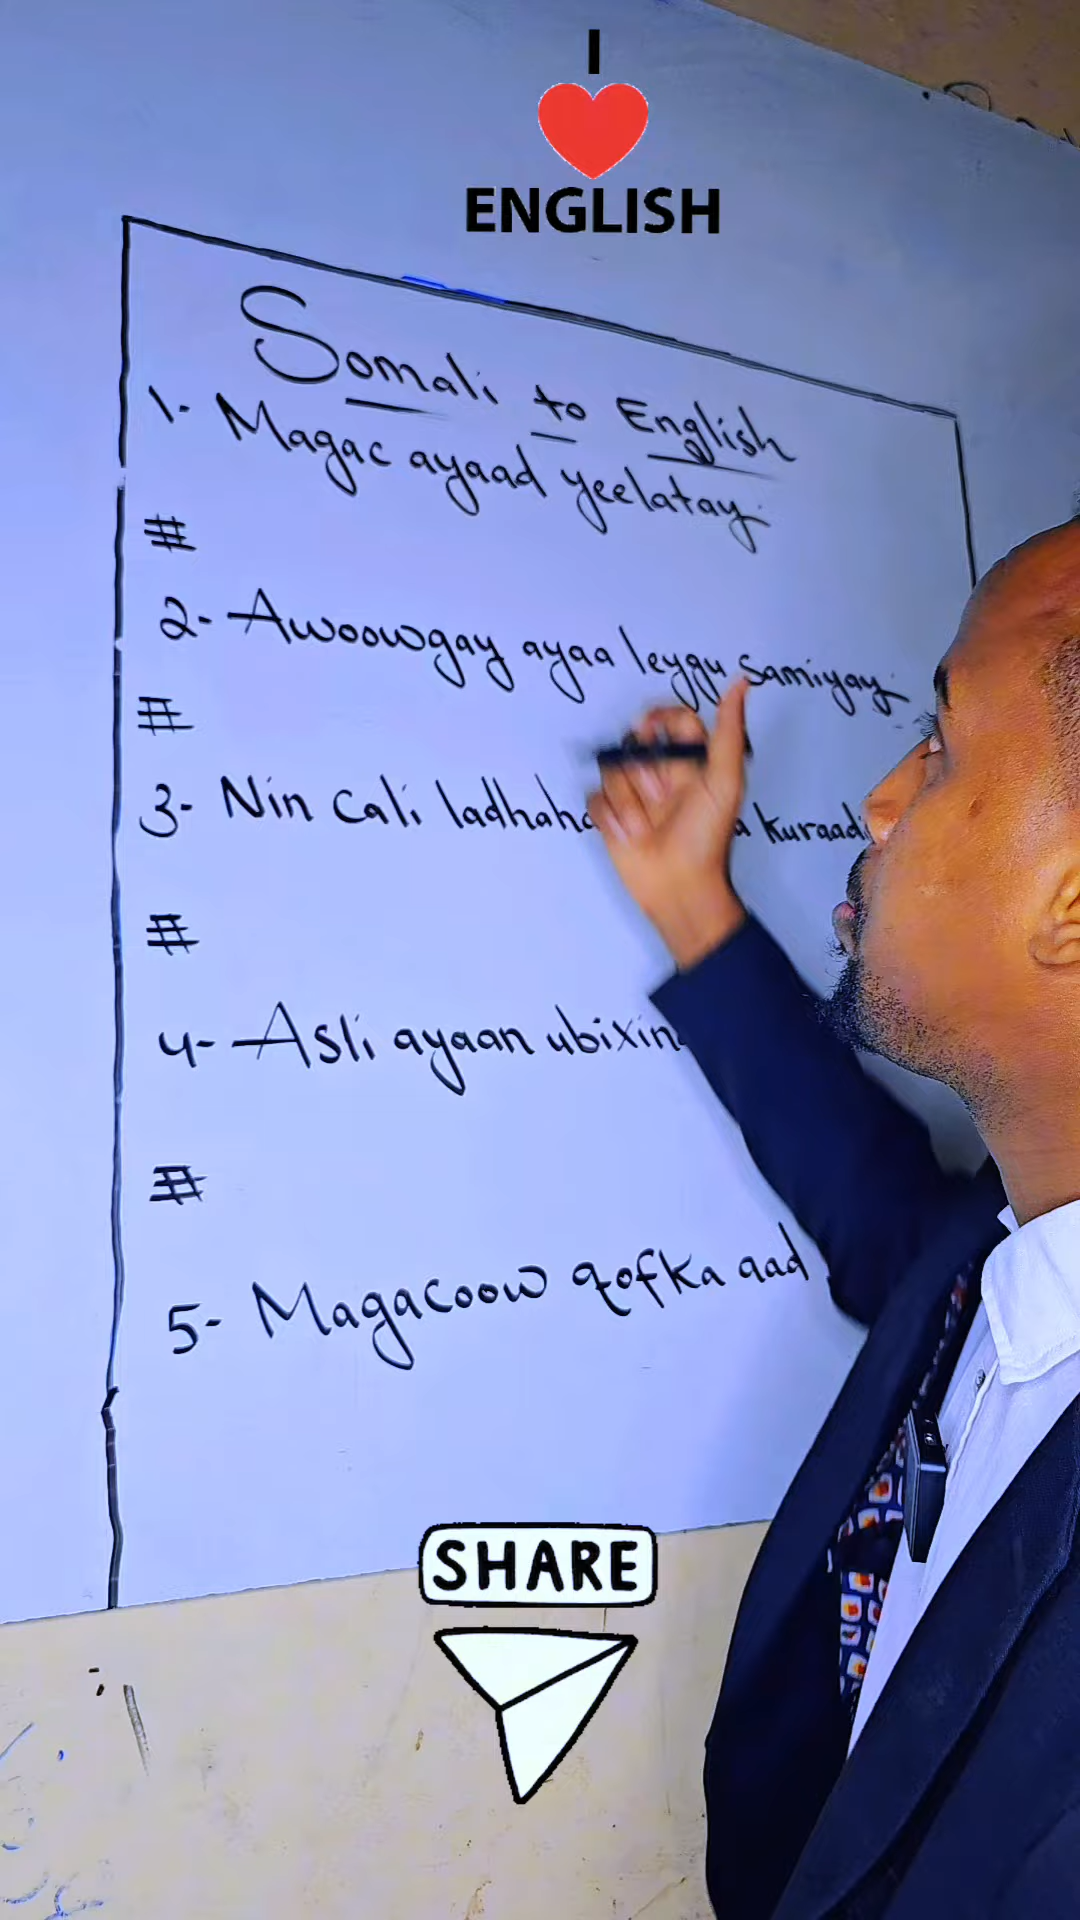 I
ENGLISH
Somali to English
1- Magac ayaad yeelatay.
#
2- Awoowgay ayaa leygu samiyay.
#
3- Nin Cali ladhaha kuraadi
#
4- Asli ayaan ubixin
#
5- Magacoow qofka aad
SHARE